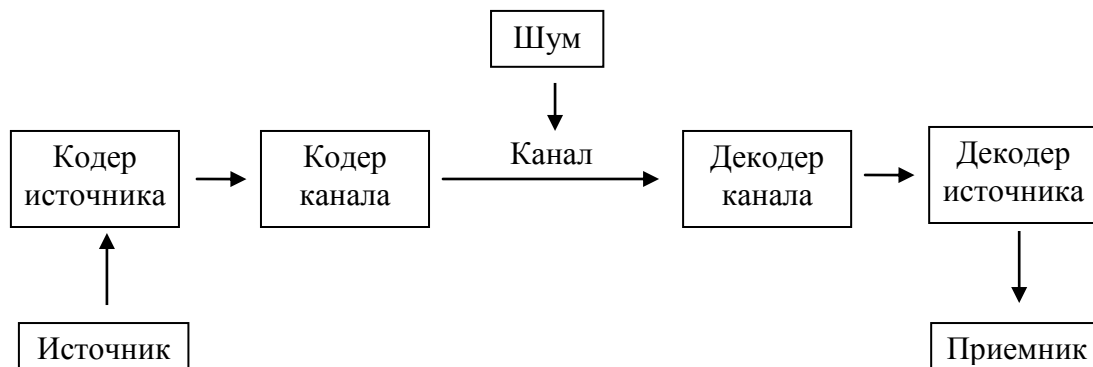 Шум
Кодер
источника
Кодер
канала
Канал
Декодер
канала
Декодер
источника
Источник
Приемник